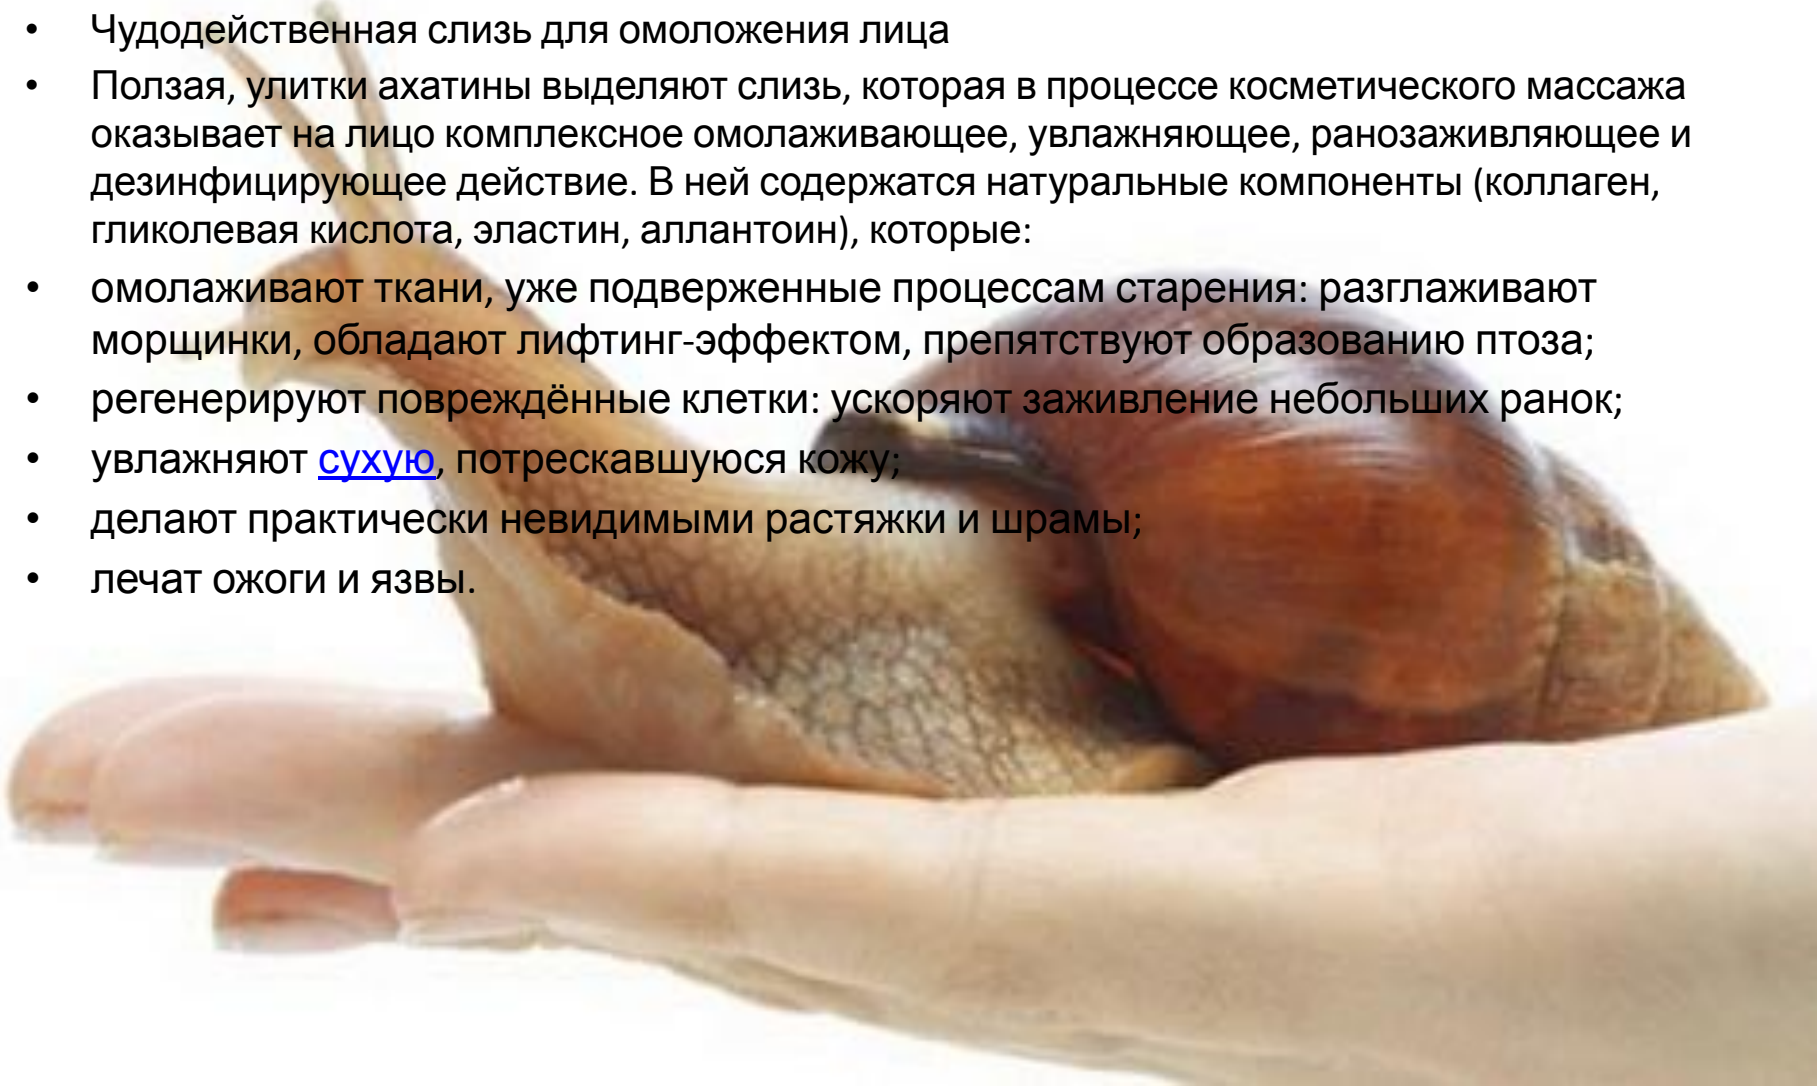 • Чудодейственная слизь для омоложения лица
• Ползая, улитки ахатины выделяют слизь, которая в процессе косметического массажа
оказывает на лицо комплексное омолаживающее, увлажняющее, ранозаживляющее и
дезинфицирующее действие. В ней содержатся натуральные компоненты (коллаген,
гликолевая кислота, эластин, аллантоин), которые:
• омолаживают ткани, уже подверженные процессам старения: разглаживают
морщинки, обладают лифтинг-эффектом, препятствуют образованию птоза;
• регенерируют повреждённые клетки: ускоряют заживление небольших ранок;
• увлажняют сухую, потрескавшуюся кожу;
• делают практически невидимыми растяжки и шрамы;
• лечат ожоги и язвы.